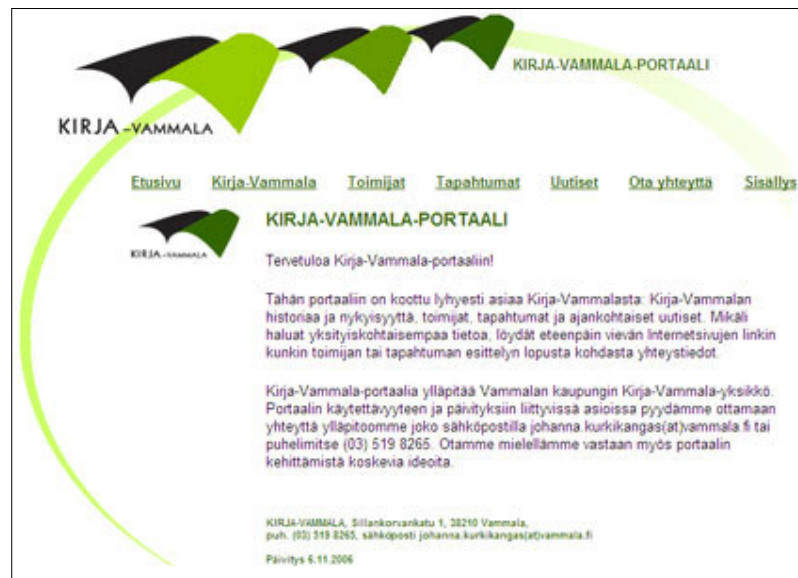 KIRJA-VAMMALA-PORTAALI
KIRJA-VAMMALA
Etusivu Kirja-Vammala Toimijat Tapahtumat Uutiset Ota yhteyttä Sisällys
KIRJA-VAMMALA
KIRJA-VAMMALA-PORTAALI
Tervetuloa Kirja-Vammala-portaaliin!
Tähän portaaliin on koottu lyhyesti asiaa Kirja-Vammalasta: Kirja-Vammalan
historiaa ja nykyisyyttä, toimijat, tapahtumat ja ajankohtaiset uutiset. Mikäli
haluat yksityiskohtaisempaa tietoa, löydät eteenpäin vievän Internetsivujen linkin
kunkin toimijan tai tapahtuman esittelyn lopusta kohdasta yhteystiedot.
Kirja-Vammala-portaalia ylläpitää Vammalan kaupungin Kirja-Vammala-yksikkö.
Portaalin käytettävyyteen ja päivityksiin liittyvissä asioissa pyydämme ottamaan
yhteyttä ylläpitoomme joko sähköpostilla johanna.kurkikangas(at)vammala.fi tai
puhelimitse (03) 519 8265. Otamme mielellämme vastaan myös portaalin
kehittämistä koskevia ideoita.
KIRJA-VAMMALA, Sillankorvankatu 1, 38210 Vammala,
puh. (03) 519 8265, sähköposti johanna.kurkikangas(at)vammala.fi
Päivitys 6.11.2006